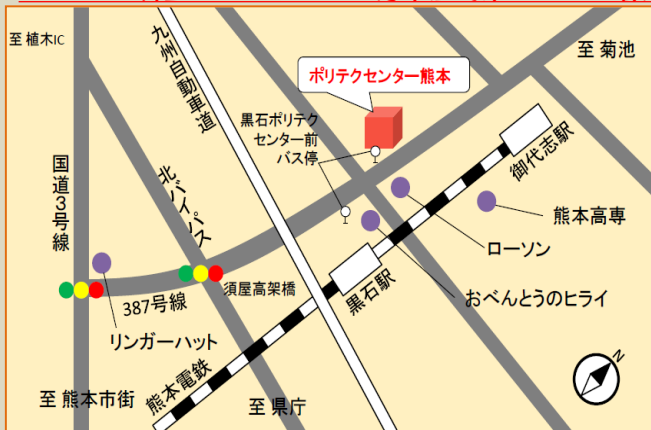 至 植木IC
九州自動車道
至 菊池
ポリテクセンター熊本
黒石ポリテク
センター前
バス停
国道3号線
北バイパス
御代志駅
熊本高専
ローソン
おべんとうのヒライ
黒石駅
須屋高架橋
387号線
リンガーハット
熊本電鉄
至 熊本市街
至 県庁
N